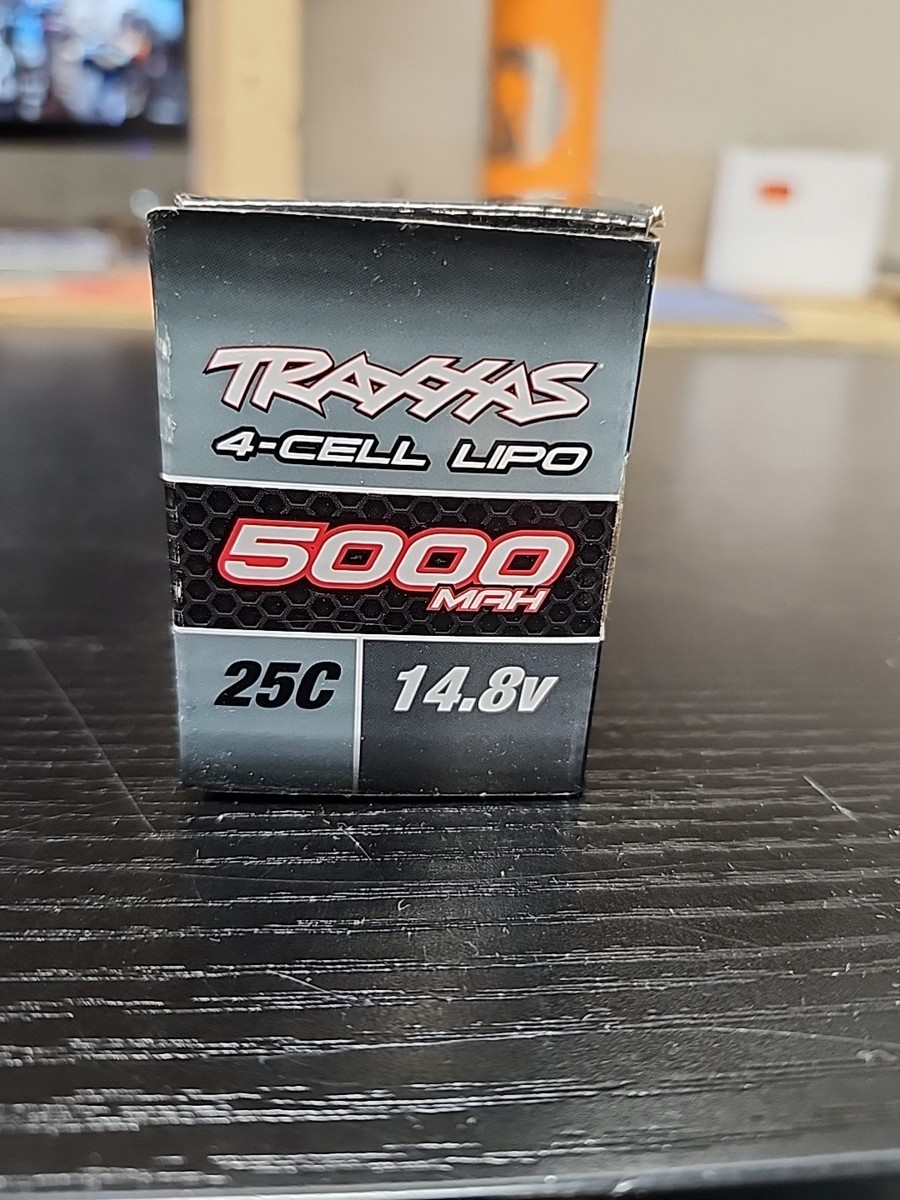 TRAXXAS
4-CELL LIPO
5000
MAH
25C 14.8v